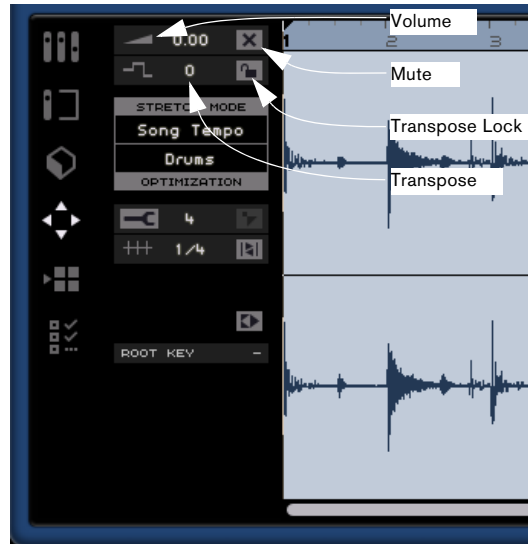 Volume
0.00
1
2
3
Mute
0
STRETCH MODE
Transpose Lock
Song Tempo
Drums
OPTIMIZATION
Transpose
4
1/4
ROOT KEY -